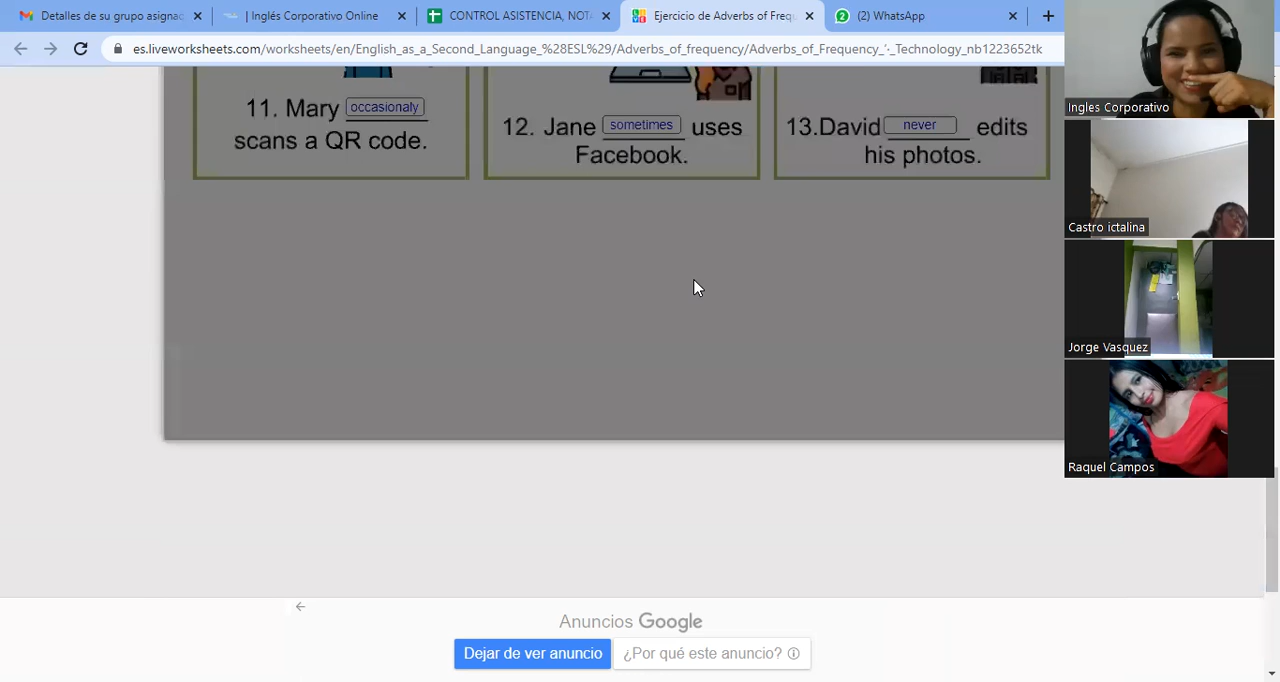 Detalles de su grupo asignac
| Inglés Corporativo Online
CONTROL ASISTENCIA, NOT
Ejercicio de Adverbs of Frequ
(2) WhatsApp
es.liveworksheets.com/worksheets/en/English_as_a_Second_Language_%28ESL%29/Adverbs_of_frequency/Adverbs_of_Frequency_·'·_Technology_nb1223652tk
11. Mary occasionaly
scans a QR code.
12. Jane sometimes uses
Facebook.
13.David never edits
his photos.
Ingles Corporativo
Castro ictalina
Jorge Vasquez
Raquel Campos
Anuncios Google
Dejar de ver anuncio
¿Por qué este anuncio?